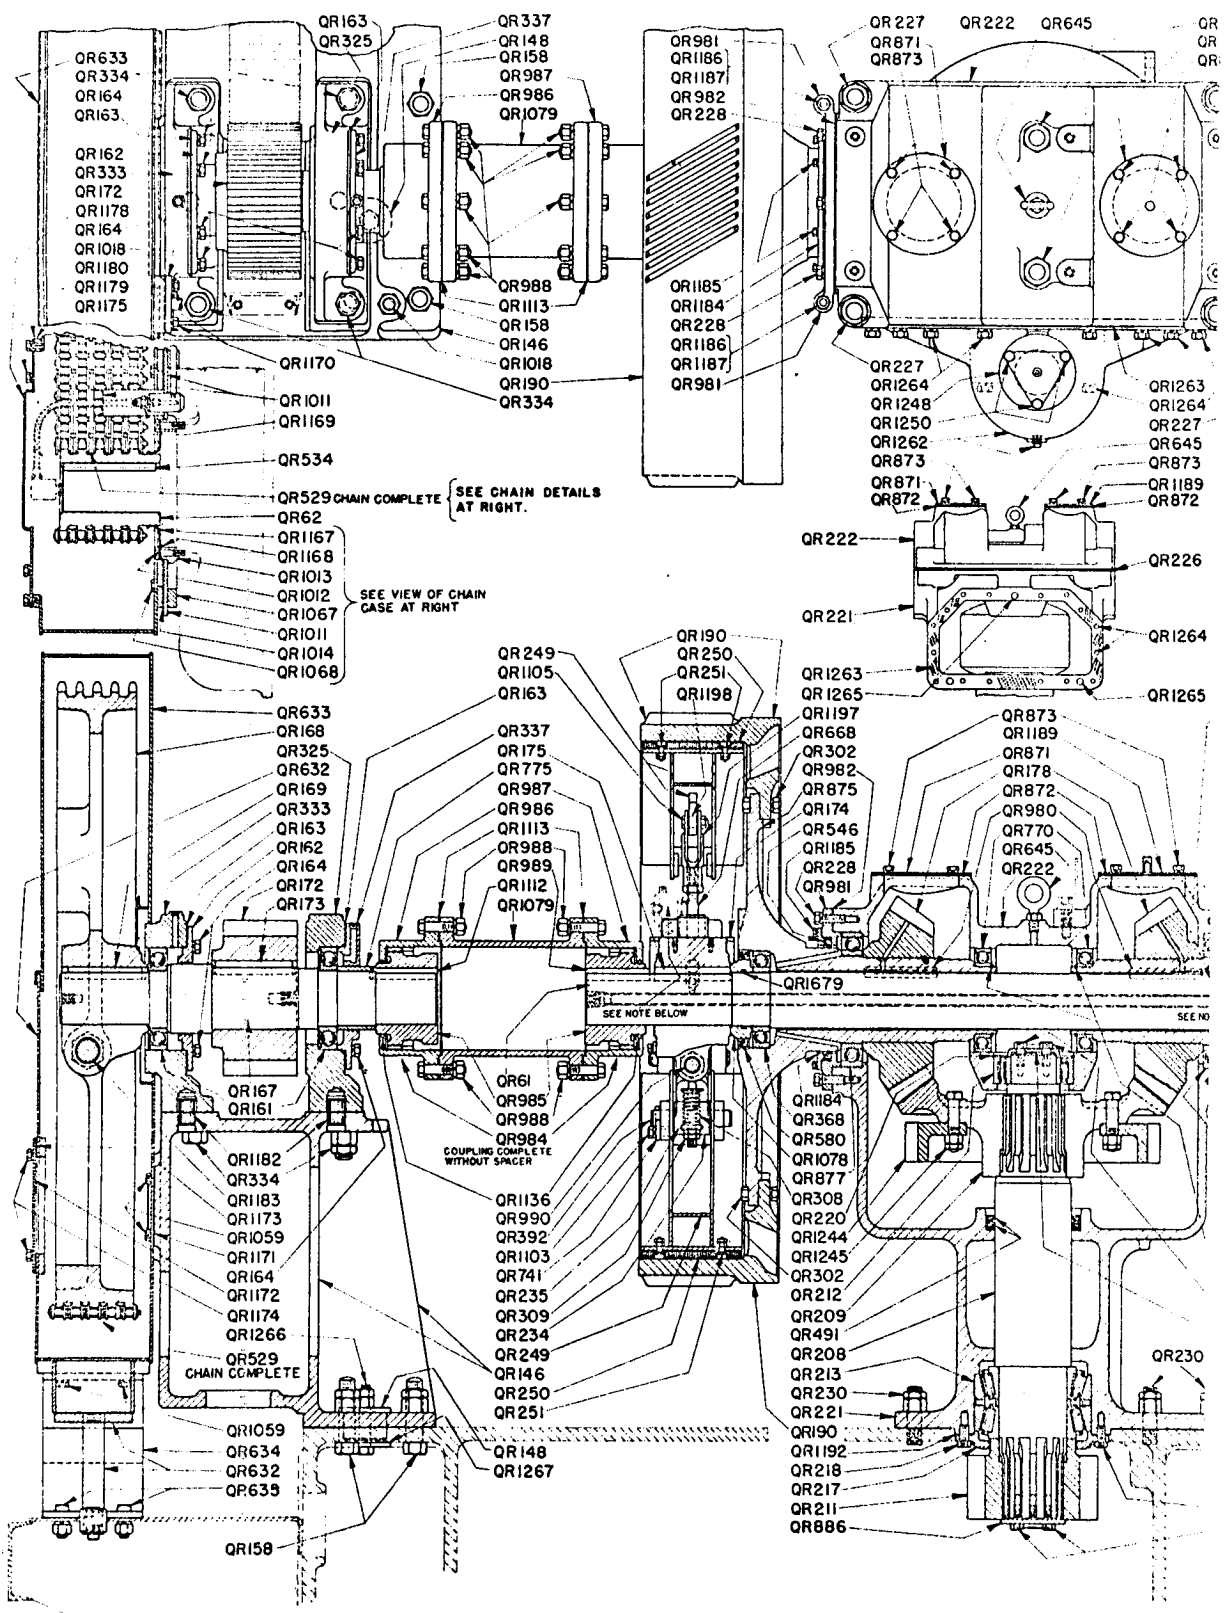 QR633
QR334
QR164
QR163
QR162
QR333
QR172
QR1178
QR164
QR1018
QR1180
QR1179
QR1175
QR163
QR325
QR337
QR148
QR158
QR987
QR986
QR1079
QR988
QR1113
QR158
QR146
QR1018
QR190
QR334
QR1170
QR1011
QR1169
QR534
QR529 CHAIN COMPLETE
SEE CHAIN DETAILS
AT RIGHT.
QR62
QR1167
QR1168
QR1013
QR1012
QR1067
QR1011
QR1014
QR1068
SEE VIEW OF CHAIN
CASE AT RIGHT
QR981
QR1186
QR1187
QR982
QR228
QR1185
QR1184
QR228
QR1186
QR1187
QR981
QR227
QR871
QR873
QR222
QR645
QR
QR227
QR1264
QR1248
QR1250
QR1262
QR873
QR871
QR872
QR1263
QR1264
QR227
QR645
QR873
QR1189
QR872
QR222
QR226
QR221
QR1264
QR1263
QR1265
QR1265
QR633
QR168
QR325
QR632
QR169
QR333
QR163
QR162
QR164
QR172
QR173
QR249
QR1105
QR163
QR337
QR175
QR775
QR987
QR986
QR1113
QR988
QR989
QR1112
QR1079
QR190
QR250
QR251
QR1198
QR1197
QR668
QR302
QR982
QR875
QR174
QR546
QR1185
QR228
QR981
QR873
QR1189
QR871
QR178
QR872
QR980
QR770
QR645
QR222
QR1679
SEE NOTE BELOW
SEE NO
QR167
QR161
QR61
QR985
QR988
QR984
COUPLING COMPLETE
WITHOUT SPACER
QR1182
QR334
QR1183
QR1173
QR1059
QR1171
QR164
QR1172
QR1174
QR1266
QR529
CHAIN COMPLETE
QR1136
QR990
QR392
QR1103
QR741
QR235
QR309
QR234
QR249
QR146
QR250
QR251
QR148
QR1267
QR1184
QR368
QR580
QR1078
QR877
QR308
QR220
QR1244
QR1245
QR302
QR212
QR209
QR491
QR208
QR213
QR230
QR221
QR190
QR1192
QR218
QR217
QR211
QR886
QR230
QR1059
QR634
QR632
QR635
QR158